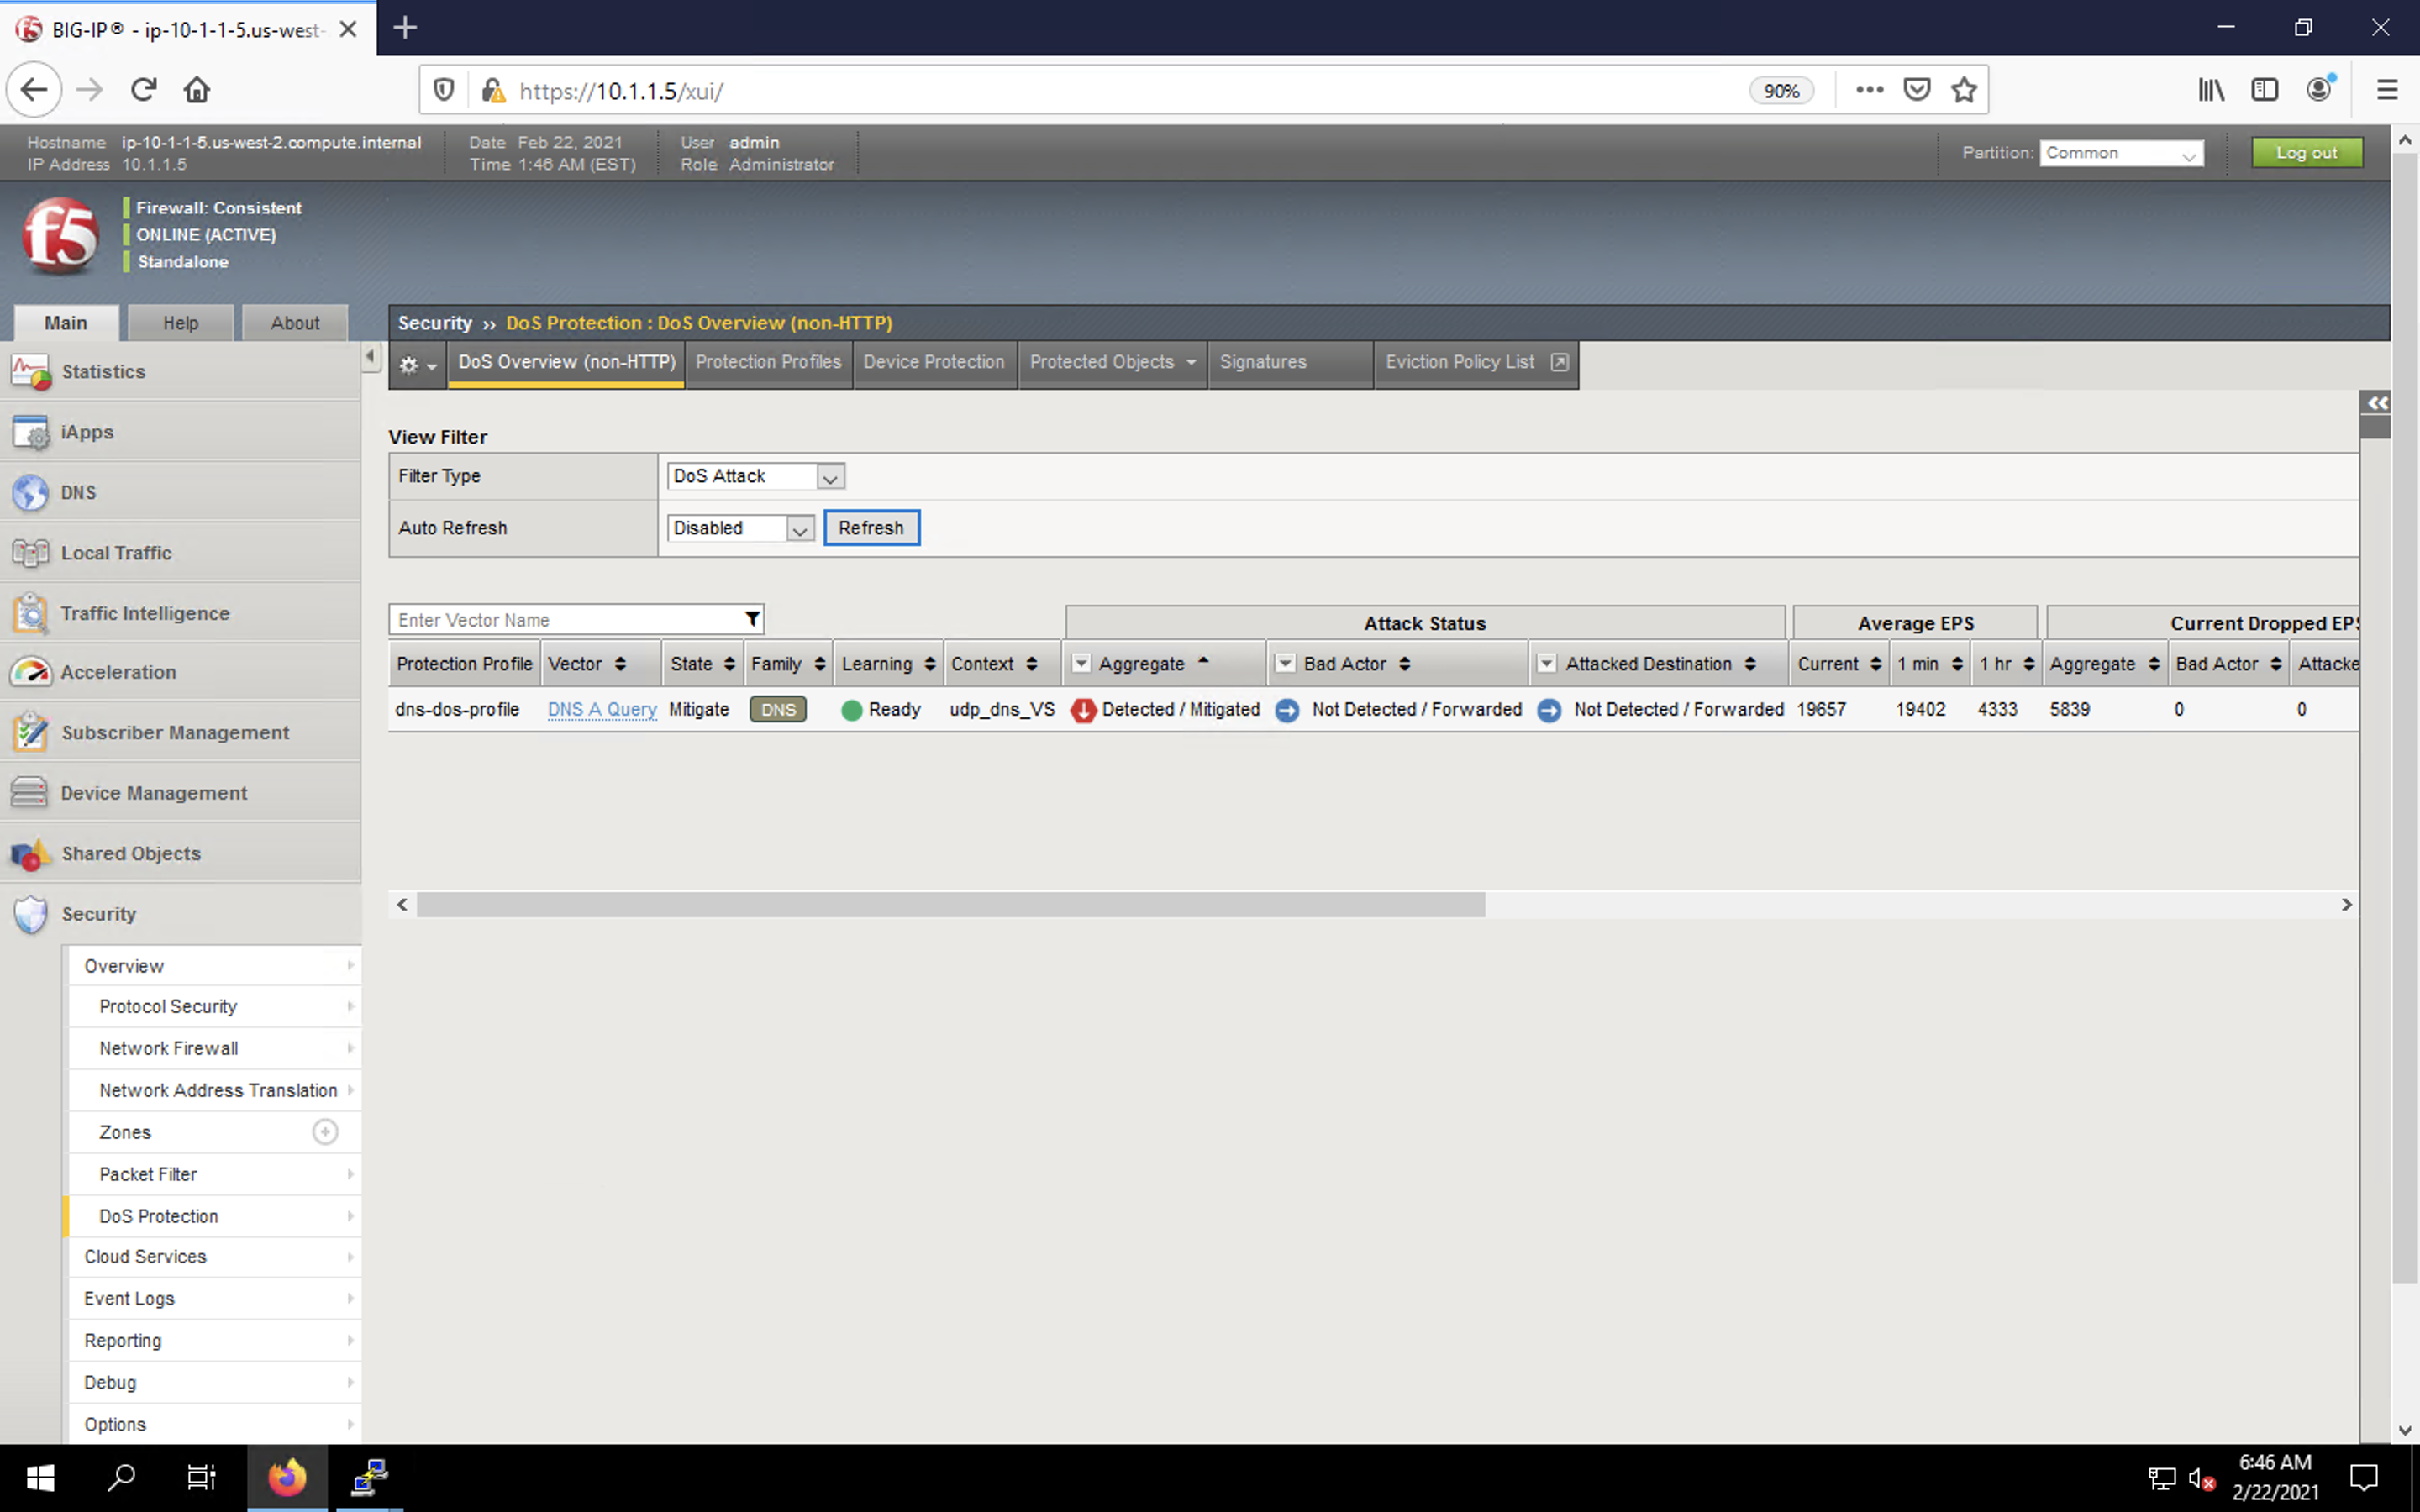 BIG-IP® - ip-10-1-1-5.us-west-
https://10.1.1.5/xui/
90%
Hostname ip-10-1-1-5.us-west-2.compute.internal
IP Address 10.1.1.5
Date Feb 22, 2021
Time 1:46 AM (EST)
User admin
Role Administrator
Partition: Common
Log out
f5
Firewall: Consistent
ONLINE (ACTIVE)
Standalone
Main Help About
Security ›› DoS Protection : DoS Overview (non-HTTP)
DoS Overview (non-HTTP) Protection Profiles Device Protection Protected Objects Signatures Eviction Policy List
Statistics
iApps
DNS
Local Traffic
Traffic Intelligence
Acceleration
Subscriber Management
Device Management
Shared Objects
Security
Overview
Protocol Security
Network Firewall
Network Address Translation
Zones
Packet Filter
DoS Protection
Cloud Services
Event Logs
Reporting
Debug
Options
View Filter
Filter Type DoS Attack
Auto Refresh Disabled Refresh
Enter Vector Name
Attack Status Average EPS Current Dropped EPS
Protection Profile Vector State Family Learning Context Aggregate Bad Actor Attacked Destination Current 1 min 1 hr Aggregate Bad Actor Attacke
dns-dos-profile DNS A Query Mitigate DNS Ready udp_dns_VS Detected / Mitigated Not Detected / Forwarded Not Detected / Forwarded 19657 19402 4333 5839 0 0
6:46 AM
2/22/2021